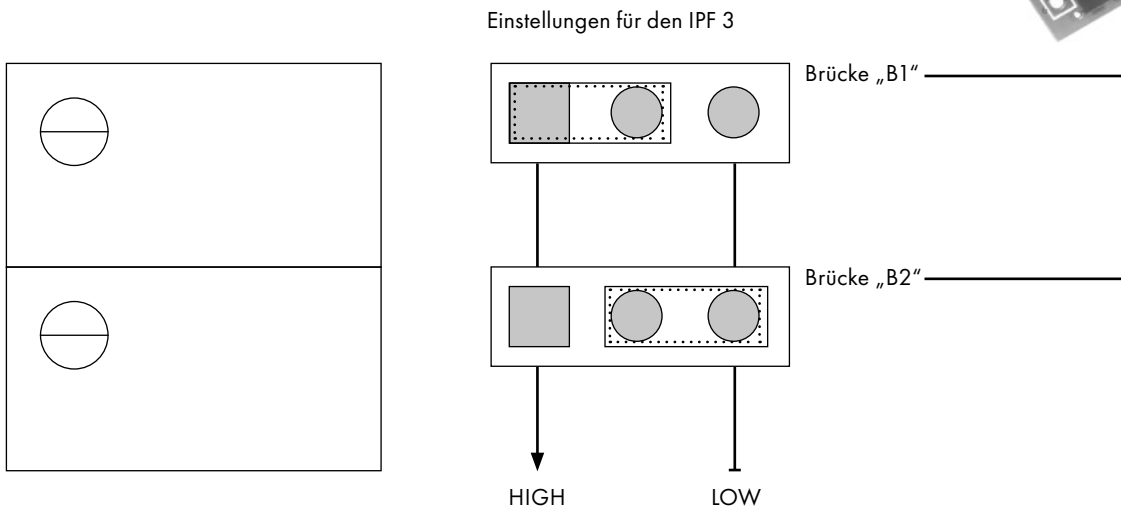 Einstellungen für den IPF 3
Brücke „B1“
Brücke „B2“
HIGH
LOW